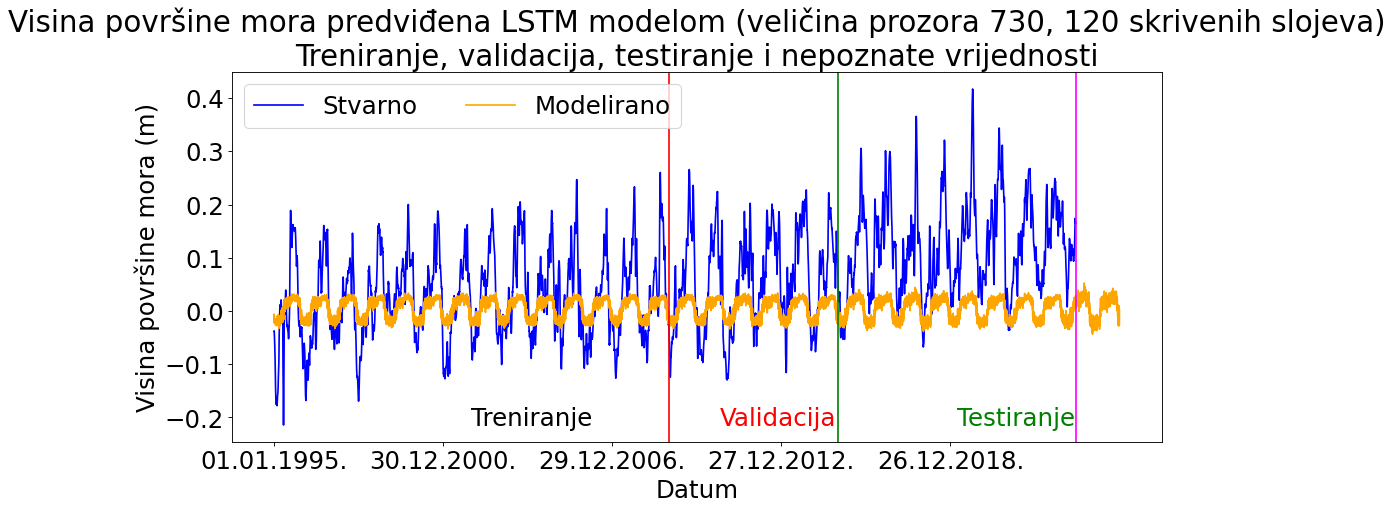 Visina površine mora predviđena LSTM modelom (veličina prozora 730, 120 skrivenih slojeva)
Treniranje, validacija, testiranje i nepoznate vrijednosti
Stvarno
Modelirano
Visina površine mora (m)
0.4
0.3
0.2
0.1
0.0
−0.1
−0.2
Treniranje
Validacija
Testiranje
01.01.1995.
30.12.2000.
29.12.2006.
27.12.2012.
26.12.2018.
Datum